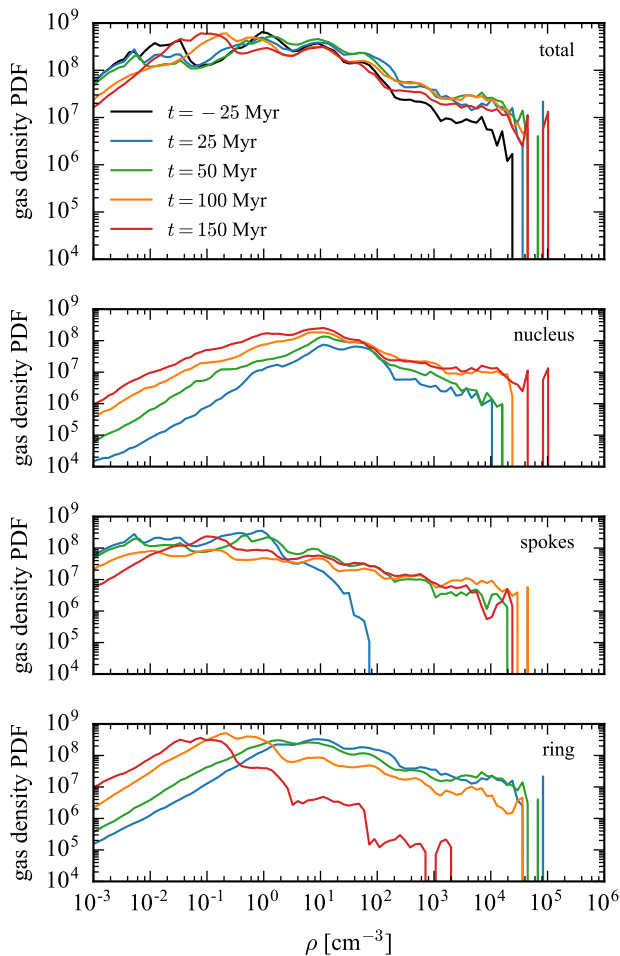 gas density PDF
10^9
10^8
10^7
10^6
10^5
10^4
total
t = −25 Myr
t = 25 Myr
t = 50 Myr
t = 100 Myr
t = 150 Myr
gas density PDF
10^9
10^8
10^7
10^6
10^5
10^4
nucleus
gas density PDF
10^9
10^8
10^7
10^6
10^5
10^4
spokes
gas density PDF
10^9
10^8
10^7
10^6
10^5
10^4
ring
10^-3 10^-2 10^-1 10^0 10^1 10^2 10^3 10^4 10^5 10^6
ρ [cm^−3]